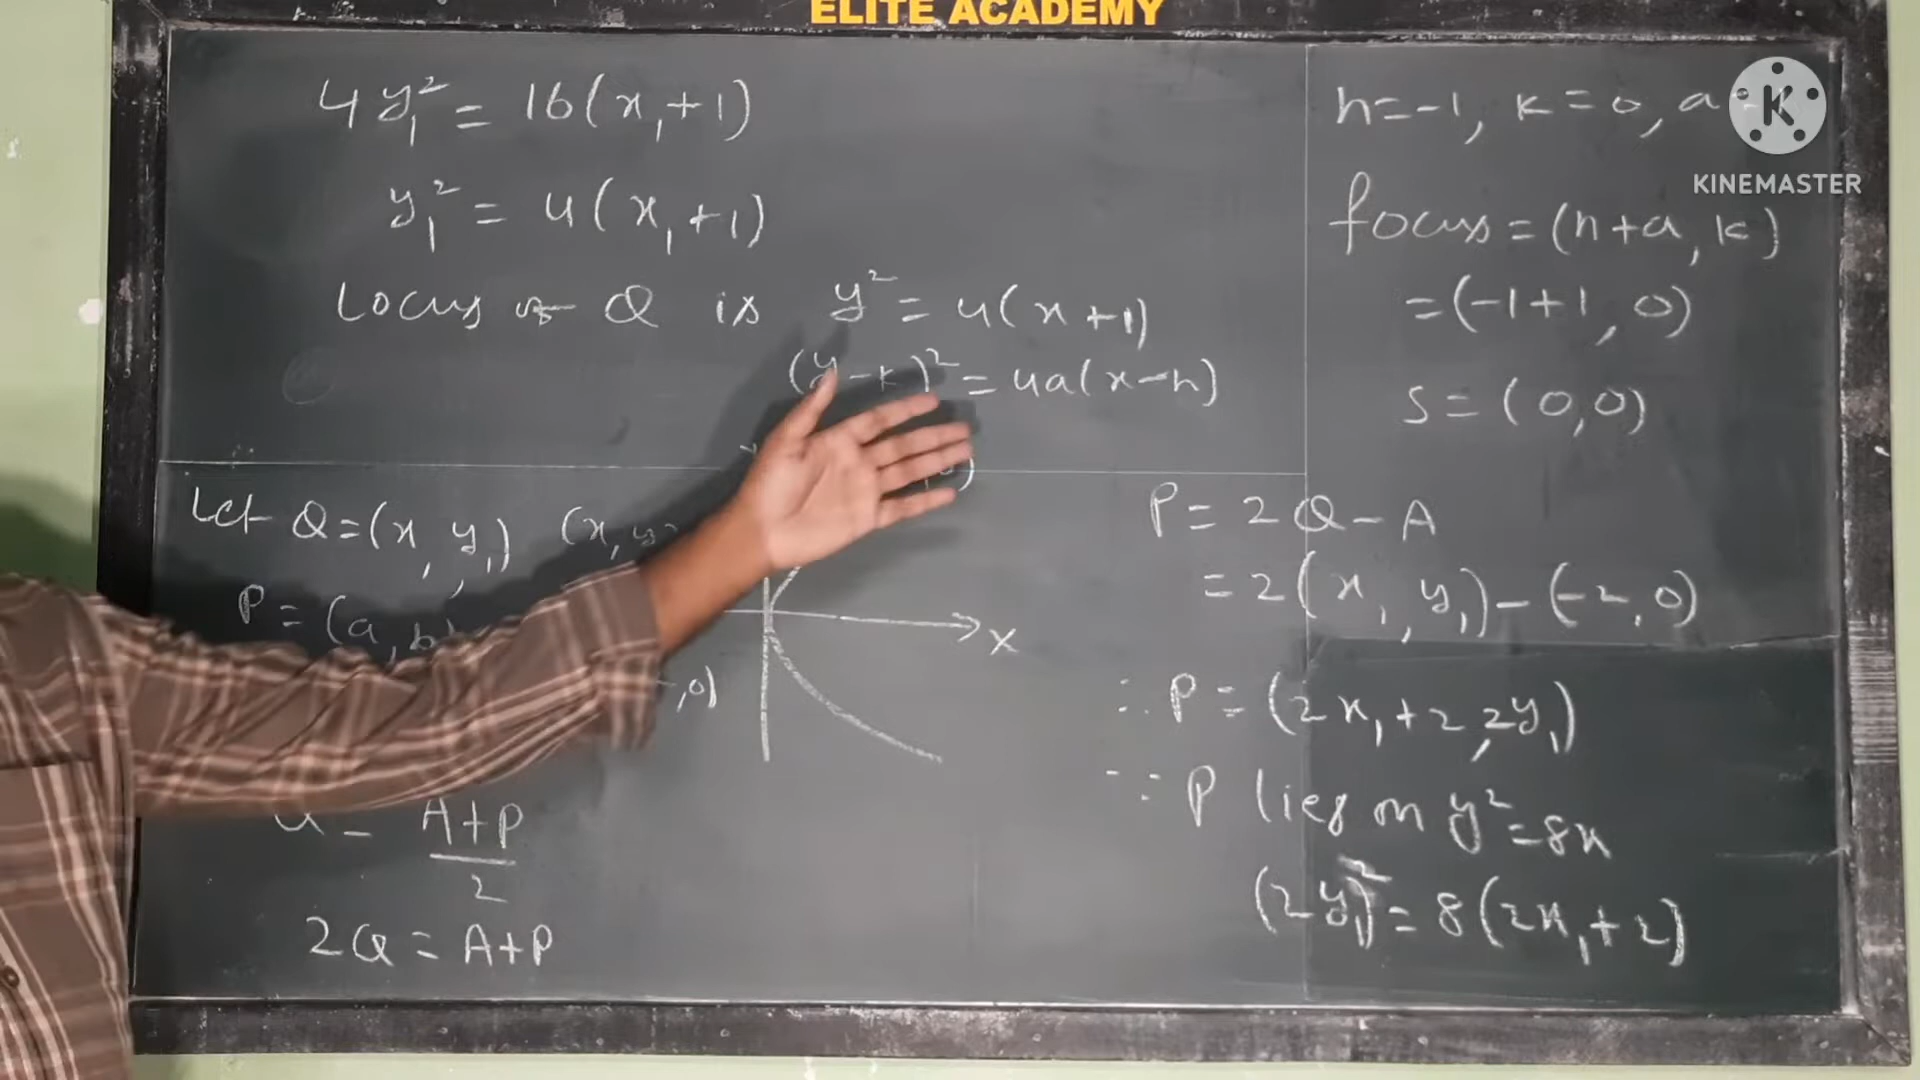 ELITE ACADEMY
4y₁² = 16(x₁+1)
y₁² = 4(x₁+1)
Locus of Q is y² = 4(x+1)
(y-k)² = 4a(x-h)
h=-1, k=0, a
KINEMASTER
focus = (h+a, k)
= (-1+1, 0)
S = (0,0)
Let Q = (x₁, y₁) (x₁, y
P = (a, b)
,0)
X
= A+P
2
2Q = A+P
P = 2Q - A
= 2(x₁, y₁) - (-2,0)
∴ P = (2x₁+2, 2y₁)
∵ P lies on y²=8x
(2y₁)² = 8(2x₁+2)